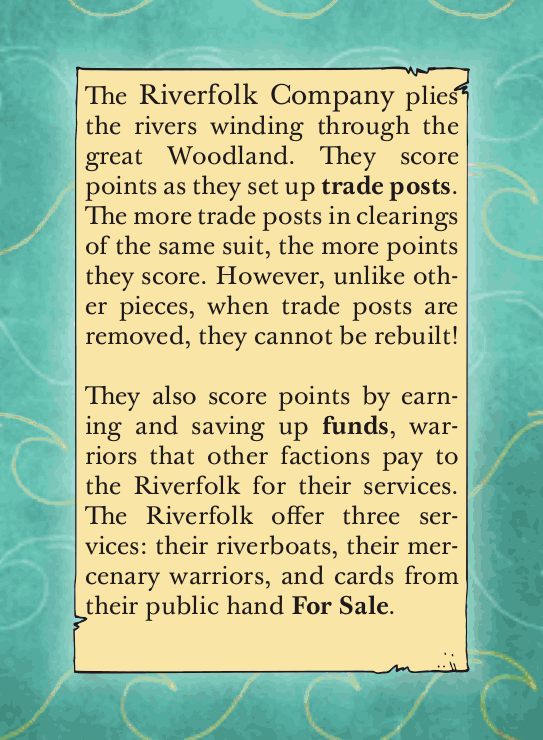 The Riverfolk Company plies
the rivers winding through the
great Woodland. They score
points as they set up trade posts.
The more trade posts in clearings
of the same suit, the more points
they score. However, unlike oth-
er pieces, when trade posts are
removed, they cannot be rebuilt!
They also score points by earn-
ing and saving up funds, war-
riors that other factions pay to
the Riverfolk for their services.
The Riverfolk offer three ser-
vices: their riverboats, their mer-
cenary warriors, and cards from
their public hand For Sale.